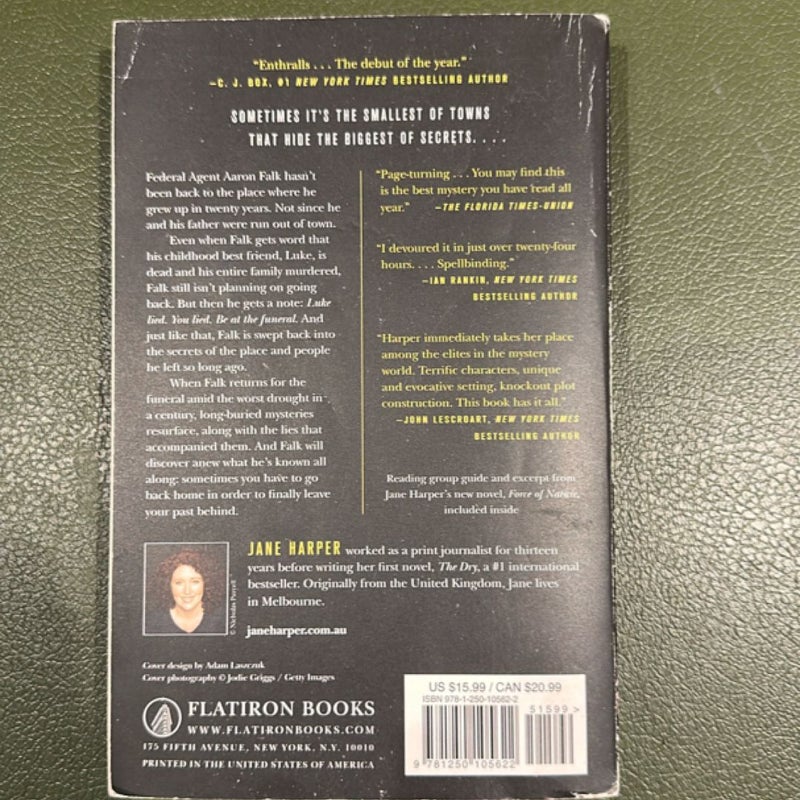 "Enthralls . . . The debut of the year."
—C. J. BOX, #1 NEW YORK TIMES BESTSELLING AUTHOR
SOMETIMES IT'S THE SMALLEST OF TOWNS
THAT HIDE THE BIGGEST OF SECRETS. . . .
Federal Agent Aaron Falk hasn't
been back to the place where he
grew up in twenty years. Not since he
and his father were run out of town.
Even when Falk gets word that
his childhood best friend, Luke, is
dead and his entire family murdered,
Falk still isn't planning on going
back. But then he gets a note: Luke
lied. You lied. Be at the funeral. And
just like that, Falk is swept back into
the secrets of the place and people
he left so long ago.
When Falk returns for the
funeral amid the worst drought in
a century, long-buried mysteries
resurface, along with the lies that
accompanied them. And Falk will
discover anew what he's known all
along: sometimes you have to go
back home in order to finally leave
your past behind.
"Page-turning . . . You may find this
is the best mystery you have read all
year." —THE FLORIDA TIMES-UNION
"I devoured it in just over twenty-four
hours. . . . Spellbinding."
—IAN RANKIN, NEW YORK TIMES
BESTSELLING AUTHOR
"Harper immediately takes her place
among the elites in the mystery
world. Terrific characters, unique
and evocative setting, knockout plot
construction. This book has it all."
—JOHN LESCROART, NEW YORK TIMES
BESTSELLING AUTHOR
Reading group guide and excerpt from
Jane Harper's new novel, Force of Nature,
included inside
© Nicholas Purcell
JANE HARPER worked as a print journalist for thirteen
years before writing her first novel, The Dry, a #1 international
bestseller. Originally from the United Kingdom, Jane lives
in Melbourne.
janeharper.com.au
Cover design by Adam Laszczuk
Cover photography © Jodie Griggs / Getty Images
FLATIRON BOOKS
WWW.FLATIRONBOOKS.COM
175 FIFTH AVENUE, NEW YORK, N.Y. 10010
PRINTED IN THE UNITED STATES OF AMERICA
US $15.99 / CAN $20.99
ISBN 978-1-250-10562-2
51599 >
9 781250 105622